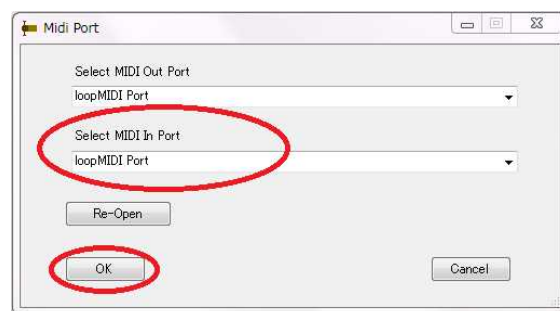 Midi Port
Select MIDI Out Port
loopMIDI Port
Select MIDI In Port
loopMIDI Port
Re-Open
OK
Cancel